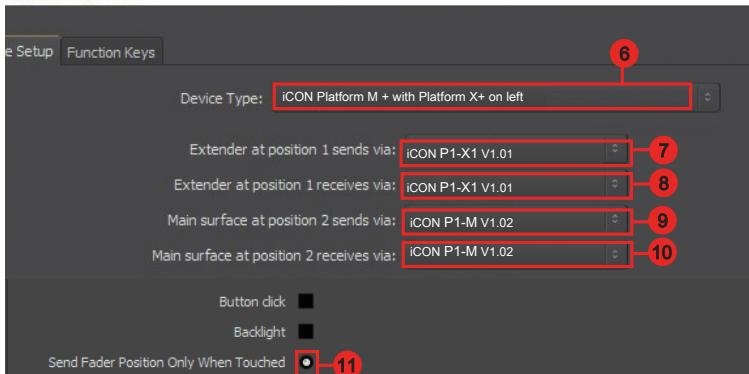 e Setup Function Keys
6
Device Type: iCON Platform M + with Platform X+ on left
Extender at position 1 sends via: iCON P1-X1 V1.01 7
Extender at position 1 receives via: iCON P1-X1 V1.01 8
Main surface at position 2 sends via: iCON P1-M V1.02 9
Main surface at position 2 receives via: iCON P1-M V1.02 10
Button click
Backlight
Send Fader Position Only When Touched 11